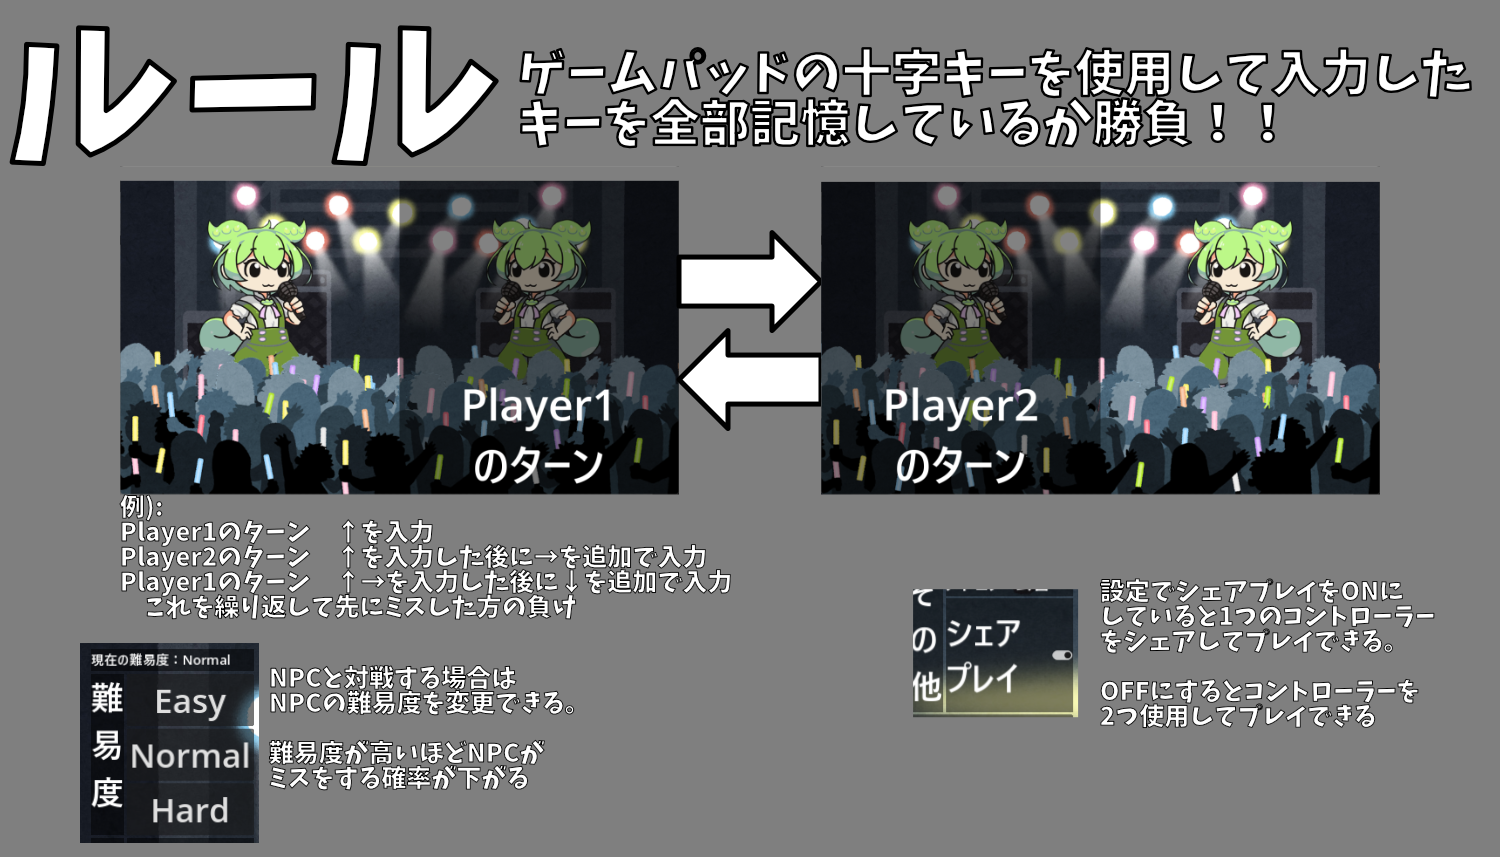 ルール
ゲームパッドの十字キーを使用して入力した
キーを全部記憶しているか勝負！！
Player1
のターン
Player2
のターン
例):
Player1のターン　↑を入力
Player2のターン　↑を入力した後に→を追加で入力
Player1のターン　↑→を入力した後に↓を追加で入力
これを繰り返して先にミスした方の負け
現在の難易度：Normal
難易度
Easy
Normal
Hard
NPCと対戦する場合は
NPCの難易度を変更できる。
難易度が高いほどNPCが
ミスをする確率が下がる
その他
シェア
プレイ
設定でシェアプレイをONに
していると1つのコントローラー
をシェアしてプレイできる。
OFFにするとコントローラーを
2つ使用してプレイできる